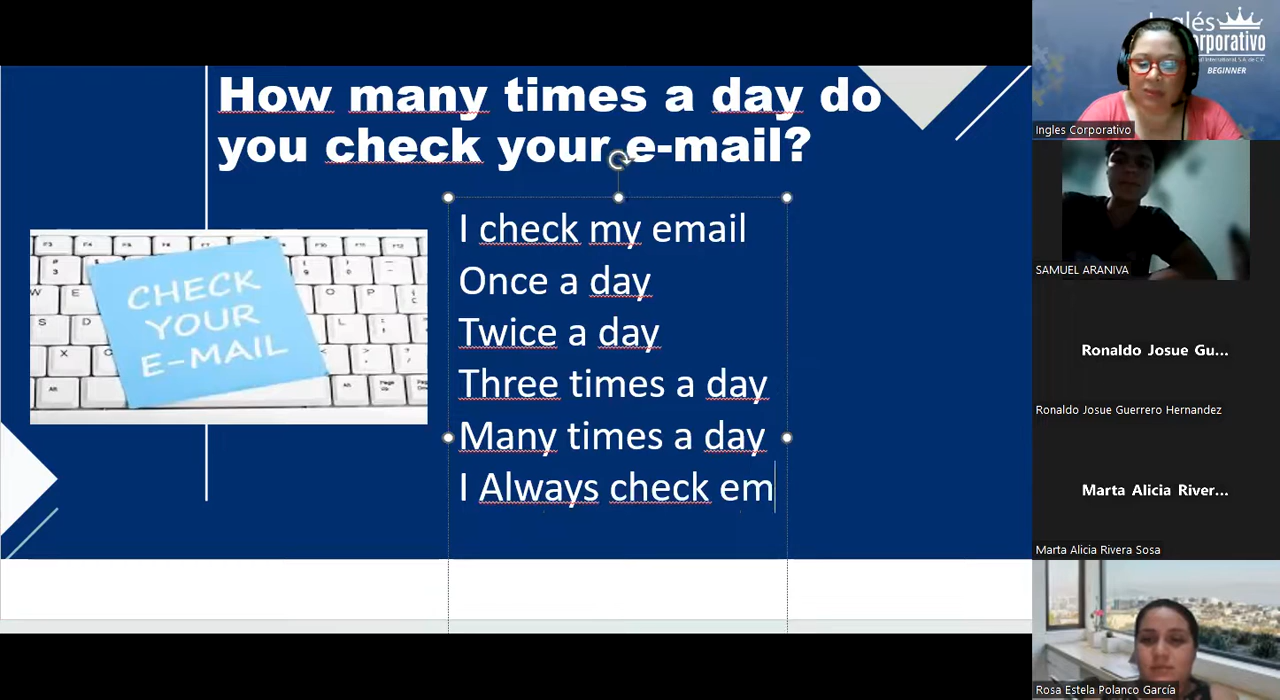 How many times a day do
you check your e-mail?
CHECK
YOUR
E-MAIL
I check my email
Once a day
Twice a day
Three times a day
Many times a day
I Always check em
Inglés
BEGINNER
Ingles Corporativo
SAMUEL ARANIVA
Ronaldo Josue Gu...
Ronaldo Josue Guerrero Hernandez
Marta Alicia River...
Marta Alicia Rivera Sosa
Rosa Estela Polanco García